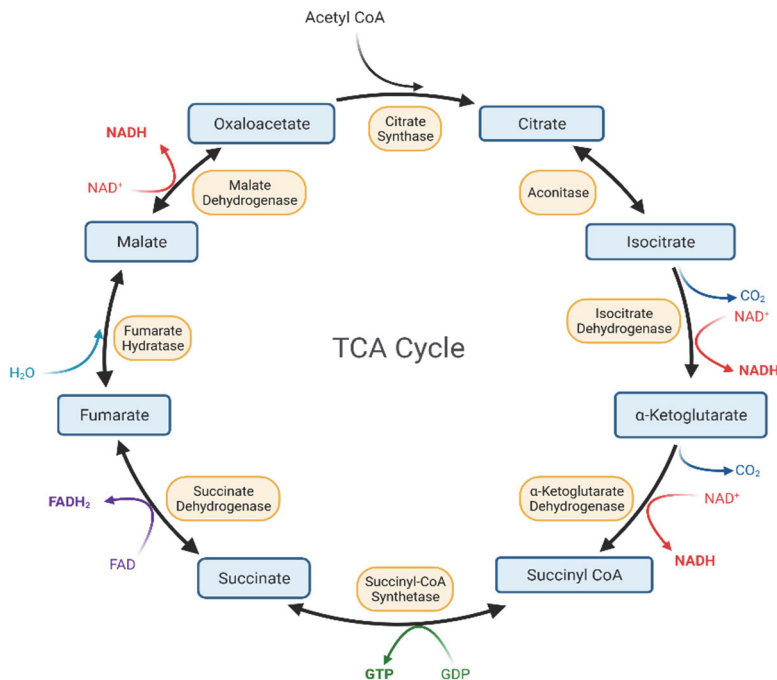 Acetyl CoA
Oxaloacetate
Citrate
Synthase
Citrate
NADH
NAD⁺
Malate
Dehydrogenase
Aconitase
Malate
Isocitrate
CO₂
Isocitrate
Dehydrogenase
NAD⁺
Fumarate
Hydratase
TCA Cycle
H₂O
NADH
Fumarate
α-Ketoglutarate
CO₂
Succinate
Dehydrogenase
α-Ketoglutarate
Dehydrogenase
NAD⁺
FADH₂
FAD
NADH
Succinate
Succinyl-CoA
Synthetase
Succinyl CoA
GTP
GDP